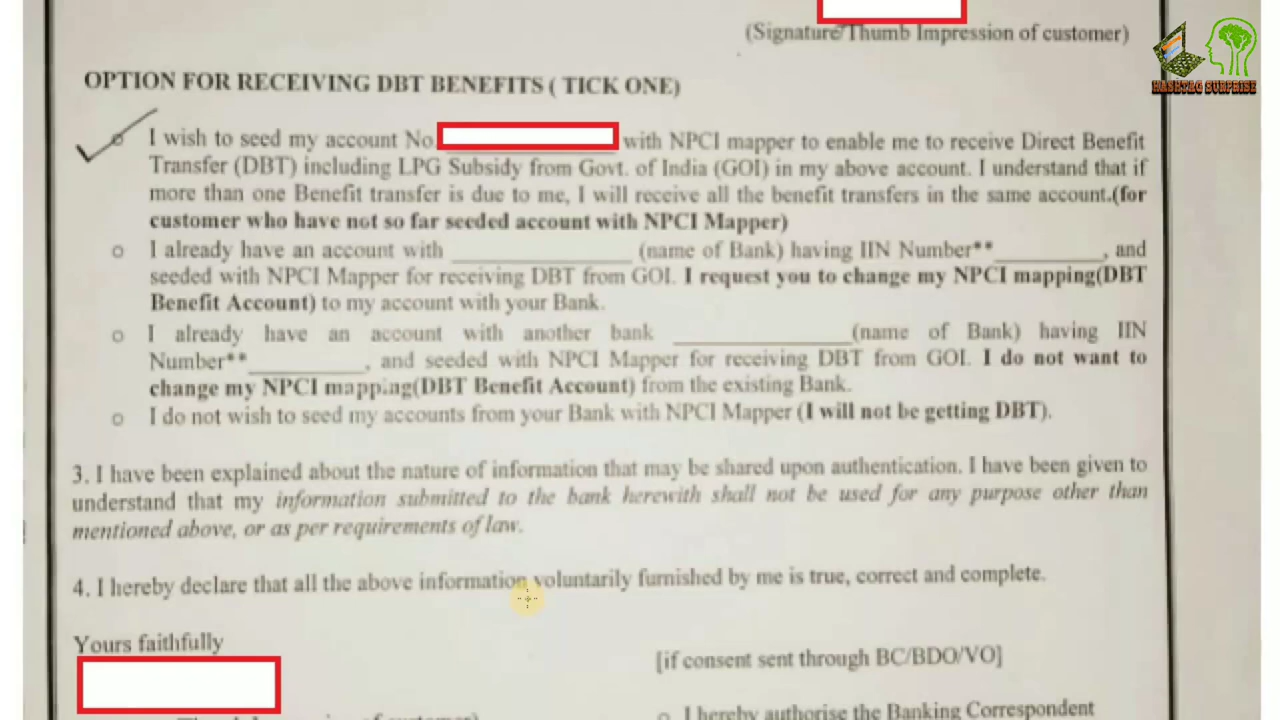 (Signature/Thumb Impression of customer)
HASHTAG SURPRISE
OPTION FOR RECEIVING DBT BENEFITS ( TICK ONE)
I wish to seed my account No. with NPCI mapper to enable me to receive Direct Benefit
Transfer (DBT) including LPG Subsidy from Govt. of India (GOI) in my above account. I understand that if
more than one Benefit transfer is due to me, I will receive all the benefit transfers in the same account.(for
customer who have not so far seeded account with NPCI Mapper)
o I already have an account with ____________________ (name of Bank) having IIN Number** ____________, and
seeded with NPCI Mapper for receiving DBT from GOI. I request you to change my NPCI mapping(DBT
Benefit Account) to my account with your Bank.
o I already have an account with another bank ____________________ (name of Bank) having IIN
Number** _____________, and seeded with NPCI Mapper for receiving DBT from GOI. I do not want to
change my NPCI mapping(DBT Benefit Account) from the existing Bank.
o I do not wish to seed my accounts from your Bank with NPCI Mapper (I will not be getting DBT).
3. I have been explained about the nature of information that may be shared upon authentication. I have been given to
understand that my information submitted to the bank herewith shall not be used for any purpose other than
mentioned above, or as per requirements of law.
4. I hereby declare that all the above information voluntarily furnished by me is true, correct and complete.
Yours faithfully
[if consent sent through BC/BDO/VO]
o I hereby authorise the Banking Correspondent